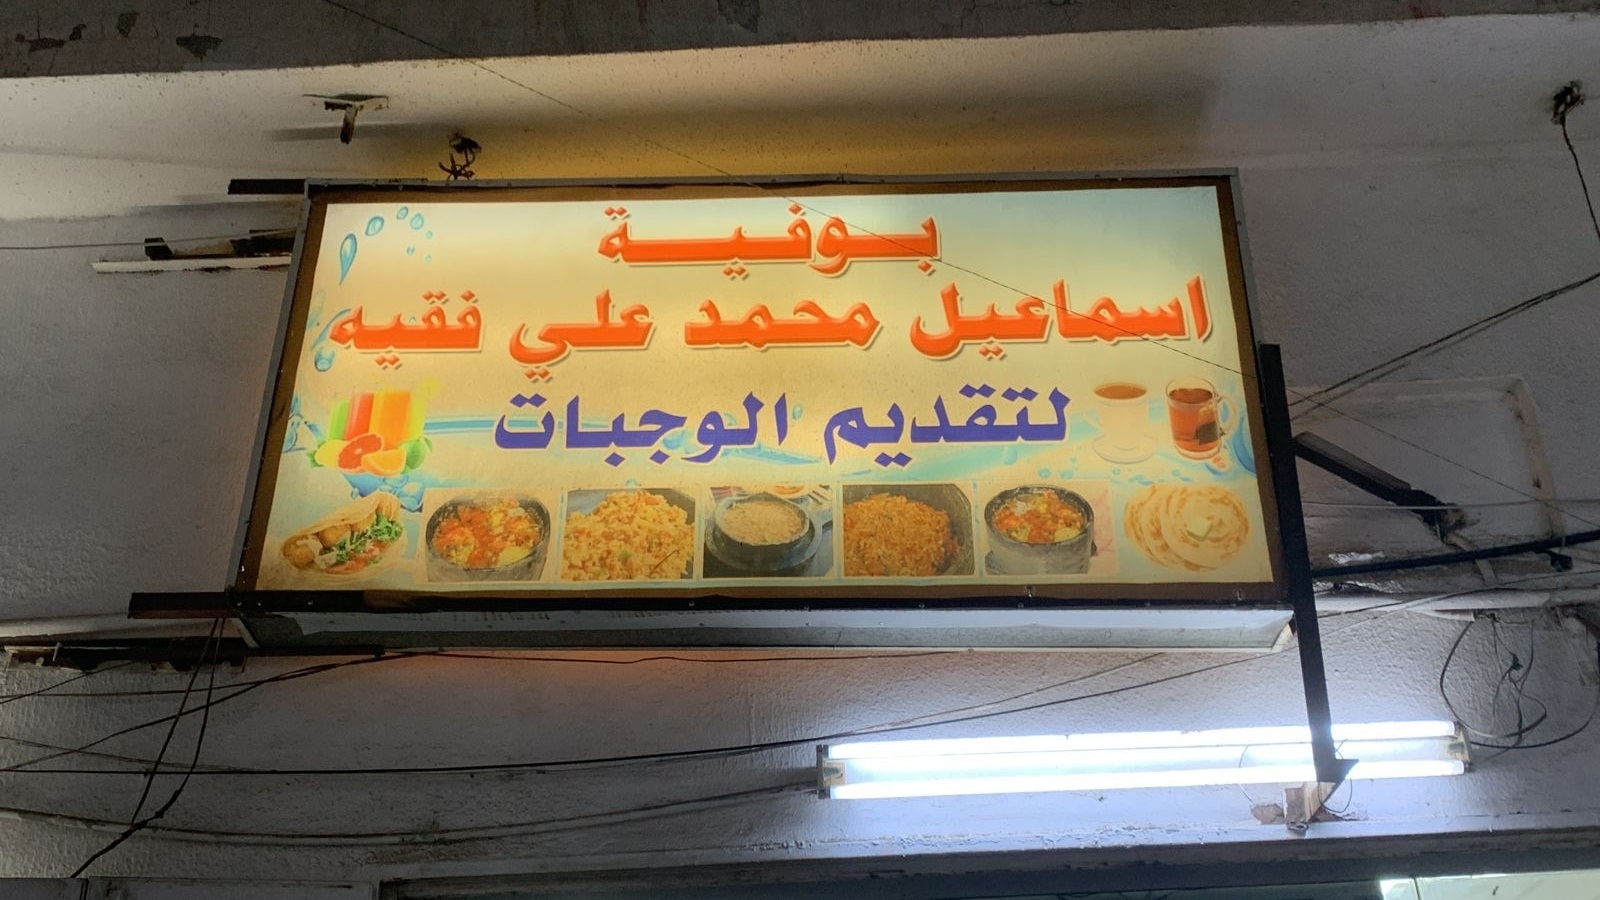 بوفية
اسماعيل محمد علي فقيه
لتقديم الوجبات